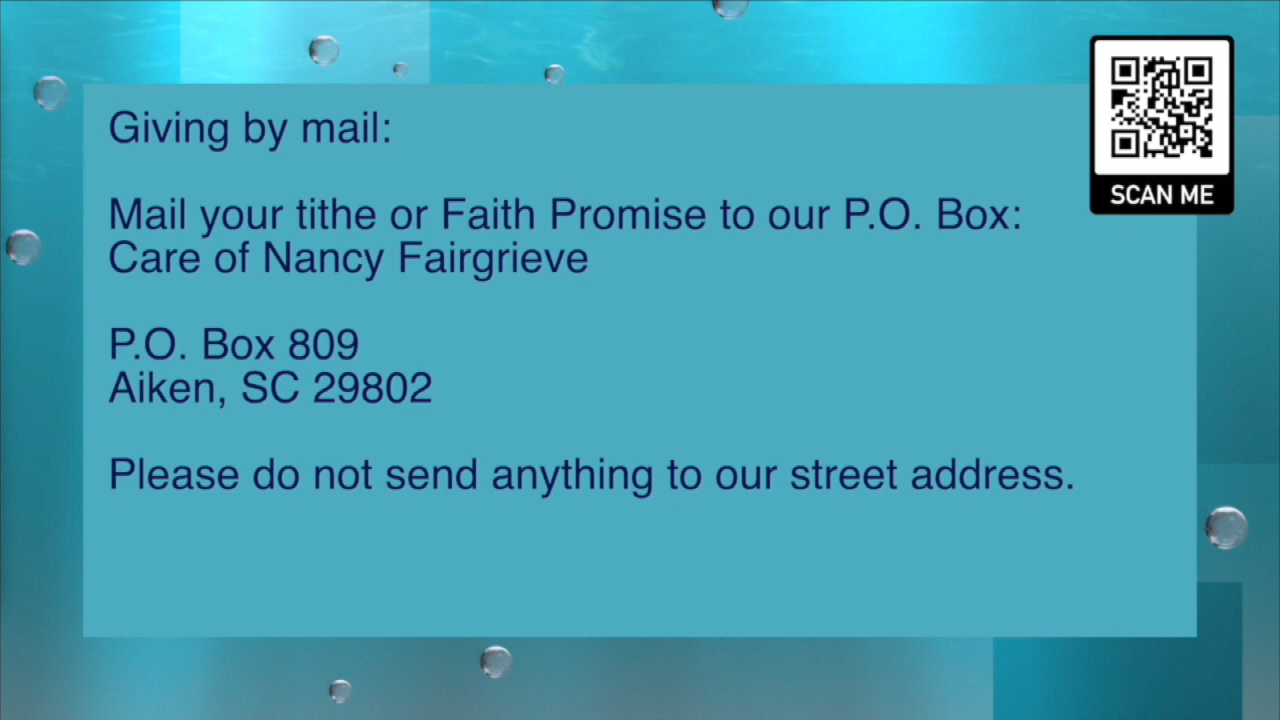 Giving by mail:
Mail your tithe or Faith Promise to our P.O. Box:
Care of Nancy Fairgrieve
P.O. Box 809
Aiken, SC 29802
Please do not send anything to our street address.
SCAN ME